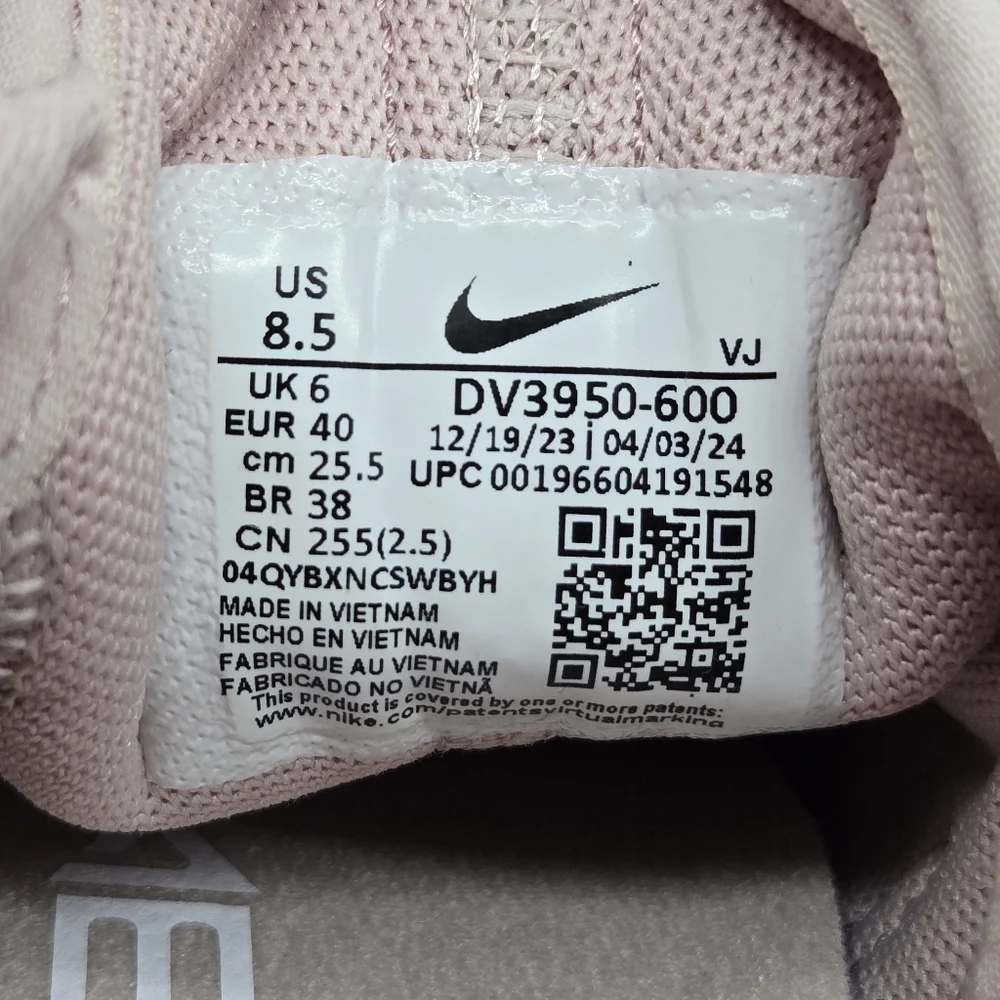 US
8.5
VJ
UK 6
DV3950-600
EUR 40
12/19/23 | 04/03/24
cm 25.5
UPC 00196604191548
BR 38
CN 255(2.5)
04QYBXNCSWBYH
MADE IN VIETNAM
HECHO EN VIETNAM
FABRIQUE AU VIETNAM
FABRICADO NO VIETNÃ
This product is covered by one or more patents:
www.nike.com/patentsvirtualmarking